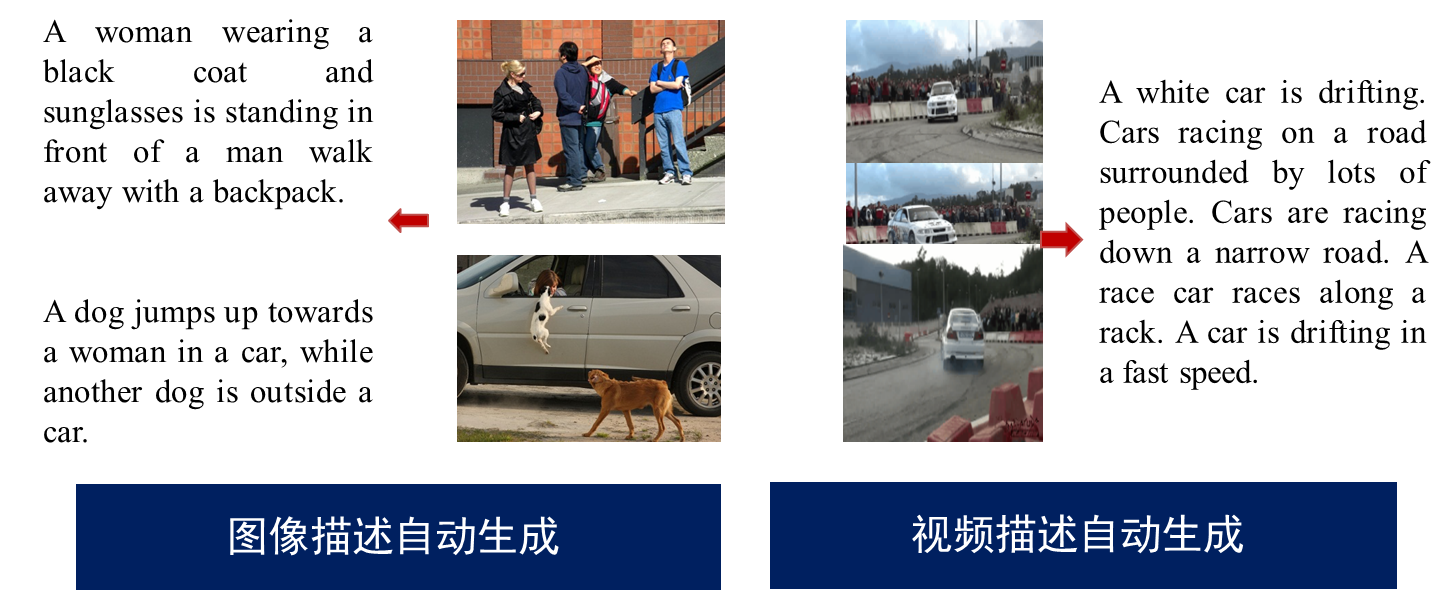 A woman wearing a
black coat and
sunglasses is standing in
front of a man walk
away with a backpack.
A dog jumps up towards
a woman in a car, while
another dog is outside a
car.
A white car is drifting.
Cars racing on a road
surrounded by lots of
people. Cars are racing
down a narrow road. A
race car races along a
rack. A car is drifting in
a fast speed.
图像描述自动生成
视频描述自动生成